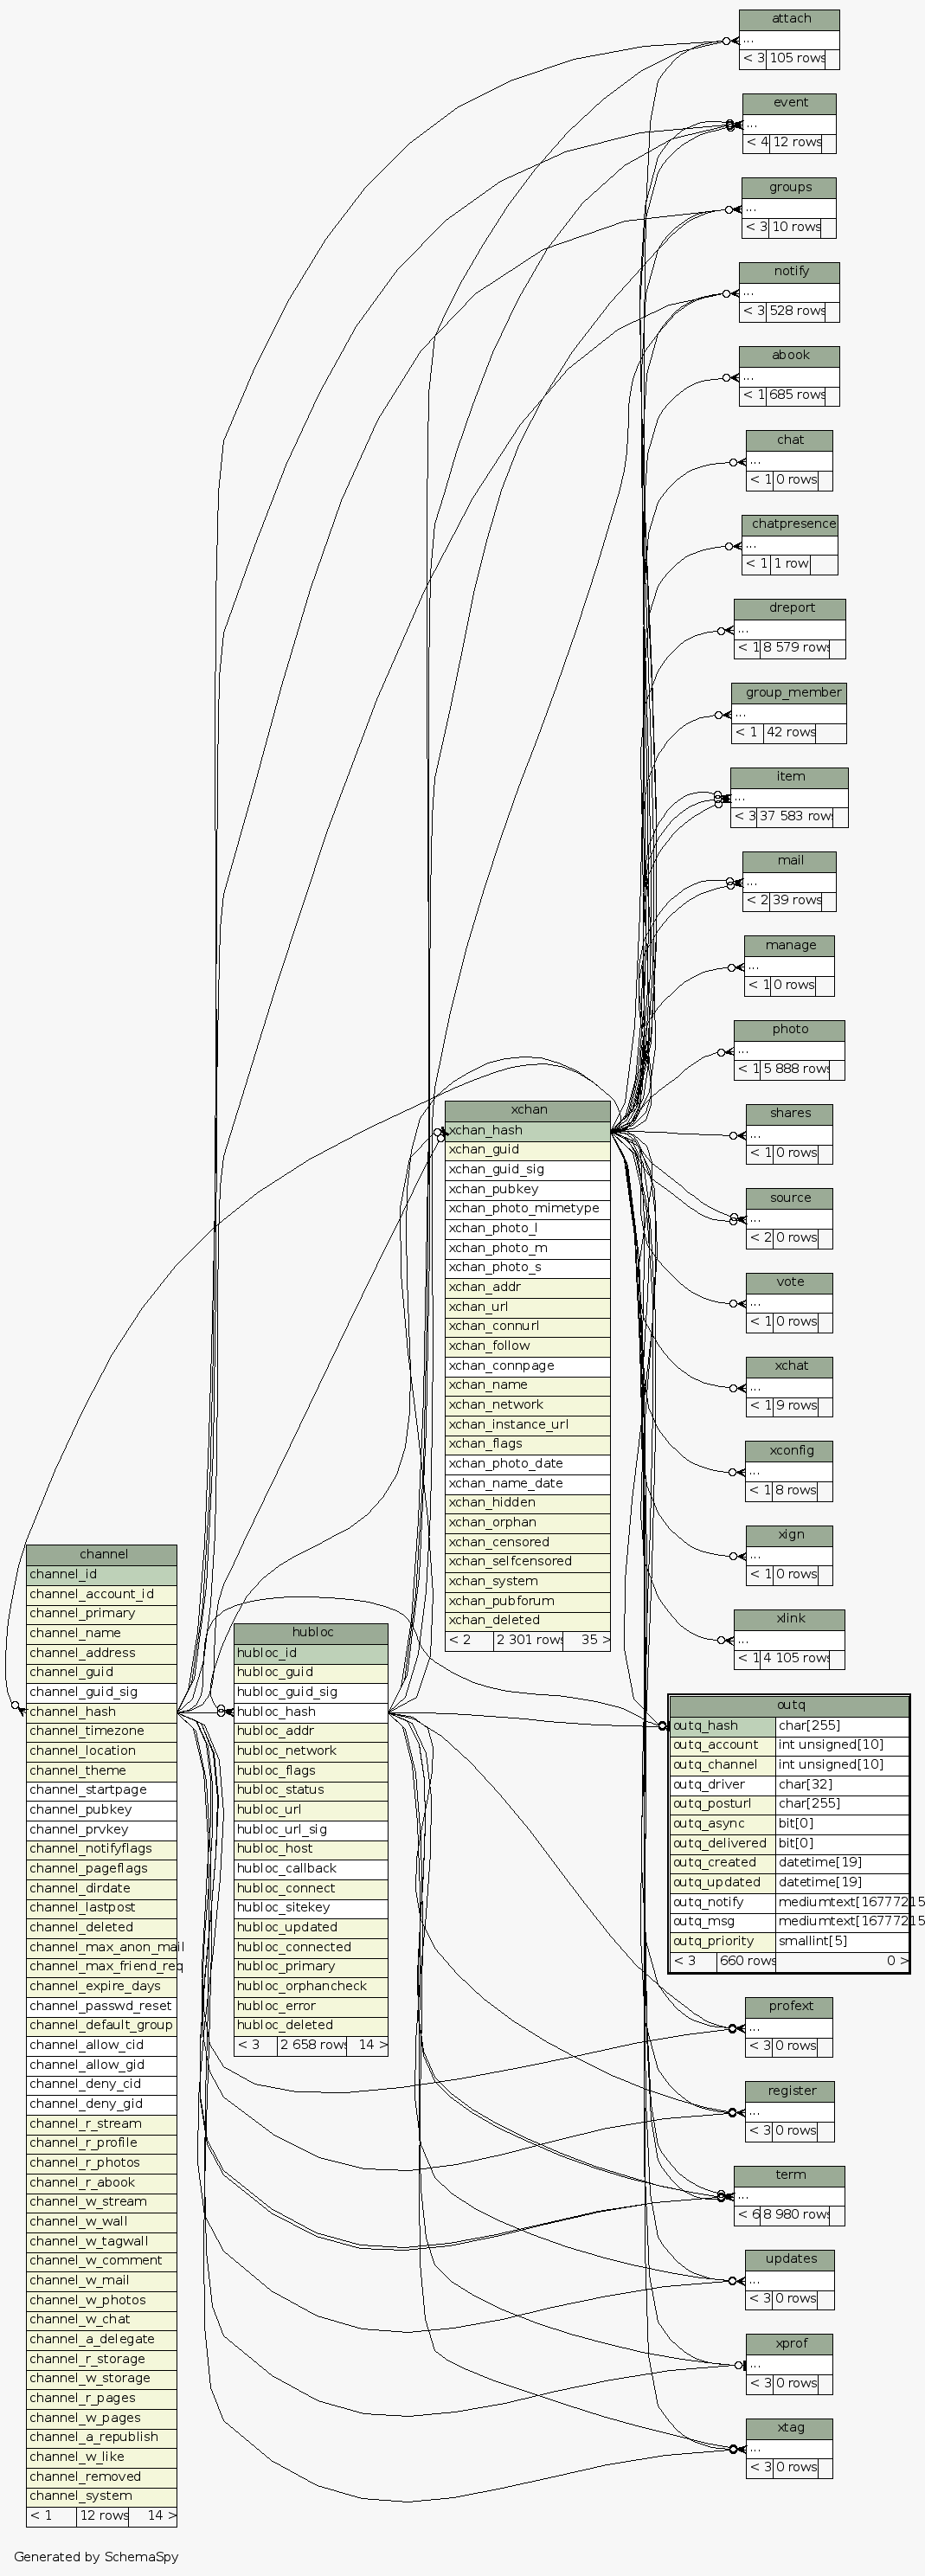 attach
...
< 3 105 rows
event
...
< 4 12 rows
groups
...
< 3 10 rows
notify
...
< 3 528 rows
abook
...
< 1 685 rows
chat
...
< 1 0 rows
chatpresence
...
< 1 1 row
dreport
...
< 1 8 579 rows
group_member
...
< 1 42 rows
item
...
< 3 37 583 rows
mail
...
< 2 39 rows
manage
...
< 1 0 rows
photo
...
< 1 5 888 rows
shares
...
< 1 0 rows
source
...
< 2 0 rows
vote
...
< 1 0 rows
xchat
...
< 1 9 rows
xconfig
...
< 1 8 rows
xign
...
< 1 0 rows
xlink
...
< 1 4 105 rows
xchan
xchan_hash
xchan_guid
xchan_guid_sig
xchan_pubkey
xchan_photo_mimetype
xchan_photo_l
xchan_photo_m
xchan_photo_s
xchan_addr
xchan_url
xchan_connurl
xchan_follow
xchan_connpage
xchan_name
xchan_network
xchan_instance_url
xchan_flags
xchan_photo_date
xchan_name_date
xchan_hidden
xchan_orphan
xchan_censored
xchan_selfcensored
xchan_system
xchan_pubforum
xchan_deleted
< 2 2 301 rows 35 >
channel
channel_id
channel_account_id
channel_primary
channel_name
channel_address
channel_guid
channel_guid_sig
channel_hash
channel_timezone
channel_location
channel_theme
channel_startpage
channel_pubkey
channel_prvkey
channel_notifyflags
channel_pageflags
channel_dirdate
channel_lastpost
channel_deleted
channel_max_anon_mail
channel_max_friend_req
channel_expire_days
channel_passwd_reset
channel_default_group
channel_allow_cid
channel_allow_gid
channel_deny_cid
channel_deny_gid
channel_r_stream
channel_r_profile
channel_r_photos
channel_r_abook
channel_w_stream
channel_w_wall
channel_w_tagwall
channel_w_comment
channel_w_mail
channel_w_photos
channel_w_chat
channel_a_delegate
channel_r_storage
channel_w_storage
channel_r_pages
channel_w_pages
channel_a_republish
channel_w_like
channel_removed
channel_system
< 1 12 rows 14 >
hubloc
hubloc_id
hubloc_guid
hubloc_guid_sig
hubloc_hash
hubloc_addr
hubloc_network
hubloc_flags
hubloc_status
hubloc_url
hubloc_url_sig
hubloc_host
hubloc_callback
hubloc_connect
hubloc_sitekey
hubloc_updated
hubloc_connected
hubloc_primary
hubloc_orphancheck
hubloc_error
hubloc_deleted
< 3 2 658 rows 14 >
outq
outq_hash char[255]
outq_account int unsigned[10]
outq_channel int unsigned[10]
outq_driver char[32]
outq_posturl char[255]
outq_async bit[0]
outq_delivered bit[0]
outq_created datetime[19]
outq_updated datetime[19]
outq_notify mediumtext[16777215
outq_msg mediumtext[16777215
outq_priority smallint[5]
< 3 660 rows 0 >
profext
...
< 3 0 rows
register
...
< 3 0 rows
term
...
< 6 8 980 rows
updates
...
< 3 0 rows
xprof
...
< 3 0 rows
xtag
...
< 3 0 rows
Generated by SchemaSpy